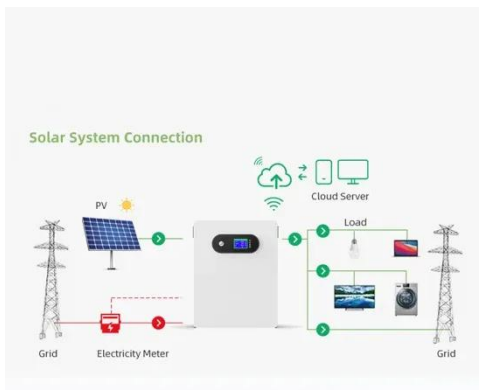 Solar System Connection
Cloud Server
PV
Load
Grid
Electricity Meter
Grid